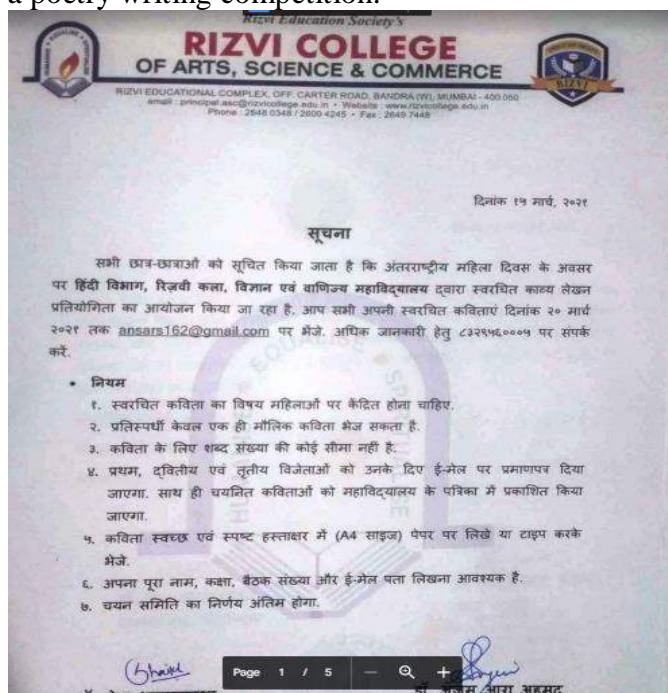 a poetry writing competition.
Rizvi Education Society's
RIZVI COLLEGE
OF ARTS, SCIENCE & COMMERCE
RIZVI EDUCATIONAL COMPLEX, OFF. CARTER ROAD, BANDRA (W), MUMBAI - 400 050
email : principal.asc@rizvicollege.edu.in • Website : www.rizvicollege.edu.in
Phone : 2648 0348 / 2600 4245 • Fax : 2649 7448
RIZVI
दिनांक १५ मार्च, २०२१
सूचना
सभी छात्र-छात्राओं को सूचित किया जाता है कि अंतरराष्ट्रीय महिला दिवस के अवसर
पर हिंदी विभाग, रिज़वी कला, विज्ञान एवं वाणिज्य महाविद्यालय द्वारा स्वरचित काव्य लेखन
प्रतियोगिता का आयोजन किया जा रहा है. आप सभी अपनी स्वरचित कविताएं दिनांक २० मार्च
२०२१ तक ansars162@gmail.com पर भेजें. अधिक जानकारी हेतु ८३२९५६०००५ पर संपर्क
करें.
• नियम
१. स्वरचित कविता का विषय महिलाओं पर केंद्रित होना चाहिए.
२. प्रतिस्पर्धी केवल एक ही मौलिक कविता भेज सकता है.
३. कविता के लिए शब्द संख्या की कोई सीमा नहीं है.
४. प्रथम, द्वितीय एवं तृतीय विजेताओं को उनके दिए ई-मेल पर प्रमाणपत्र दिया
जाएगा. साथ ही चयनित कविताओं को महाविद्यालय के पत्रिका में प्रकाशित किया
जाएगा.
५. कविता स्वच्छ एवं स्पष्ट हस्ताक्षर में (A4 साइज) पेपर पर लिखे या टाइप करके
भेजे.
६. अपना पूरा नाम, कक्षा, बैठक संख्या और ई-मेल पता लिखना आवश्यक है.
७. चयन समिति का निर्णय अंतिम होगा.
Page 1 / 5